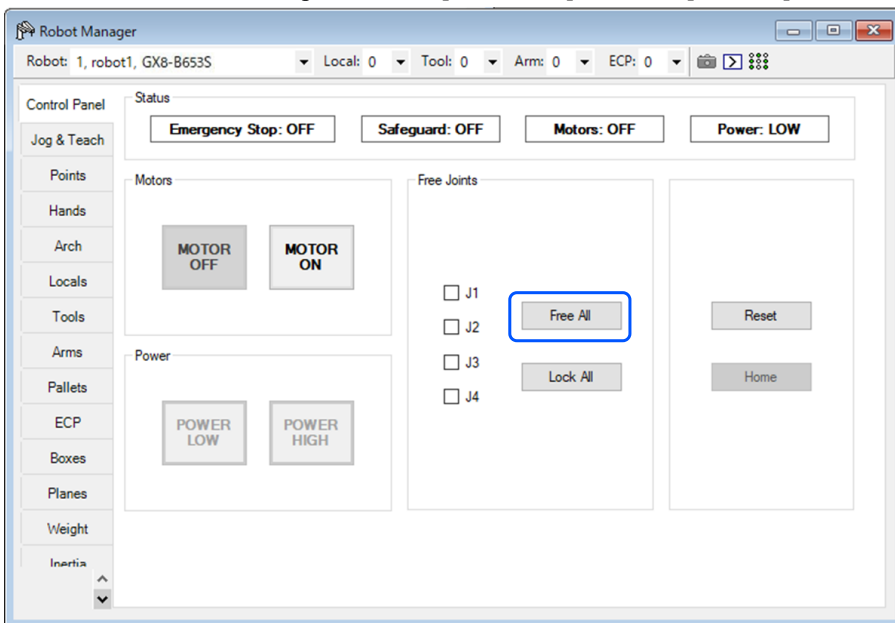 Robot Manager
Robot: 1, robot1, GX8-B653S Local: 0 Tool: 0 Arm: 0 ECP: 0
Control Panel
Jog & Teach
Points
Hands
Arch
Locals
Tools
Arms
Pallets
ECP
Boxes
Planes
Weight
Inertia
Status
Emergency Stop: OFF Safeguard: OFF Motors: OFF Power: LOW
Motors
MOTOR
OFF
MOTOR
ON
Power
POWER
LOW
POWER
HIGH
Free Joints
J1
J2
J3
J4
Free All
Lock All
Reset
Home